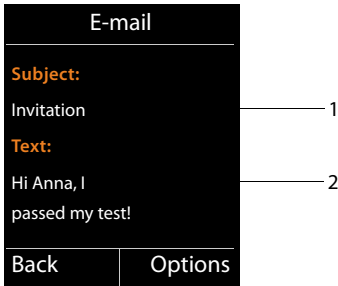 E-mail
Subject:
Invitation 1
Text:
Hi Anna, I 2
passed my test!
Back Options